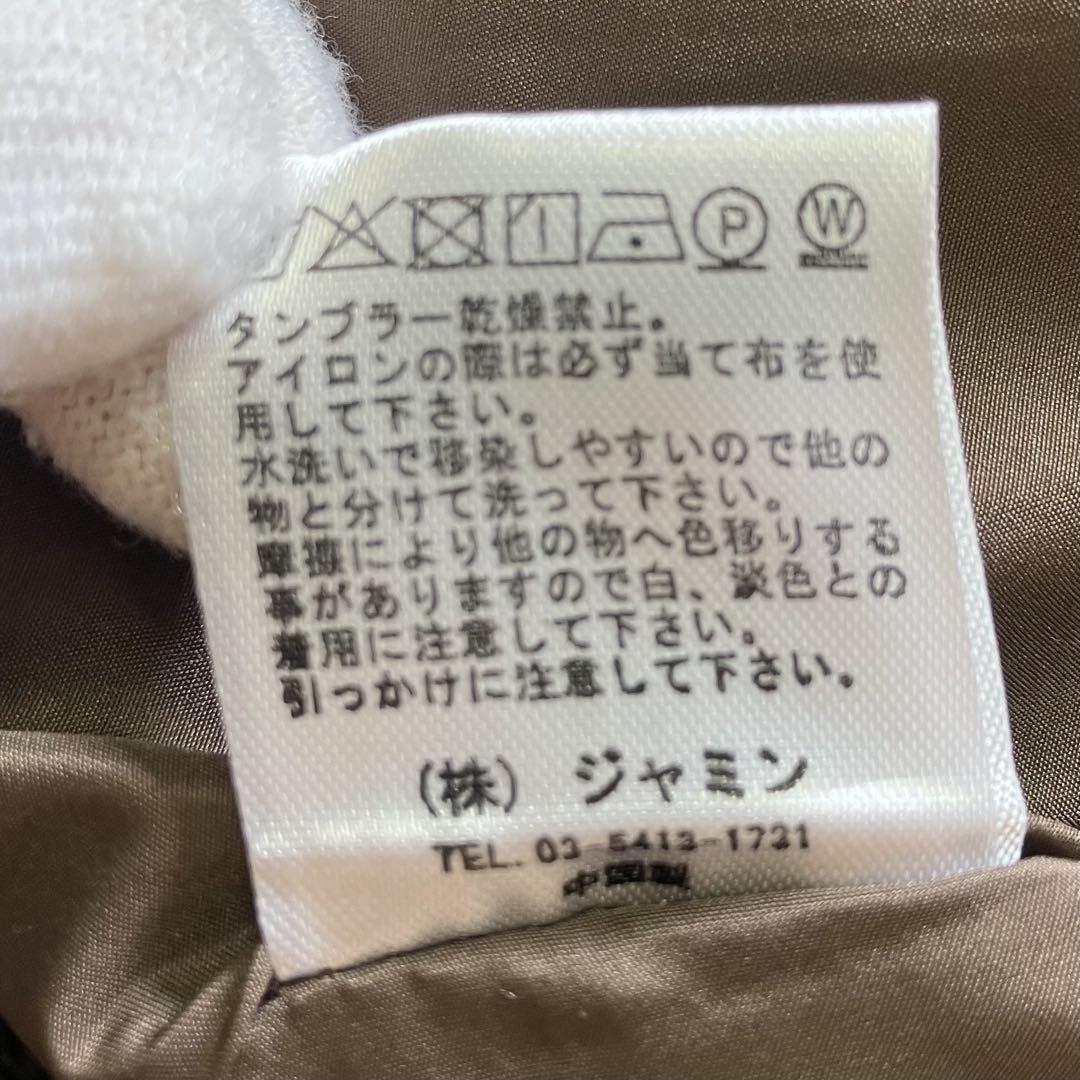 P W
タンブラー乾燥禁止。
アイロンの際は必ず当て布を使
用して下さい。
水洗いで移染しやすいので他の
物と分けて洗って下さい。
摩擦により他の物へ色移りする
事がありますので白、淡色との
着用に注意して下さい。
引っかけに注意して下さい。
(株) ジャミン
TEL. 03-5413-1731
中国製